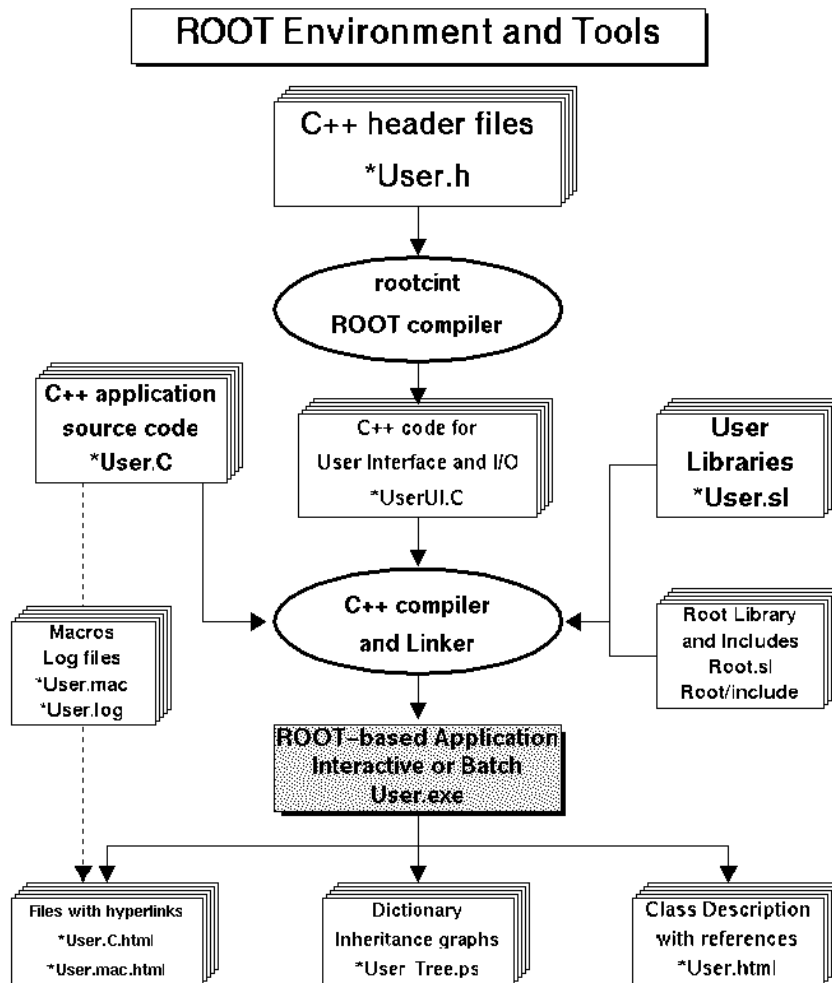 ROOT Environment and Tools
C++ header files
*User.h
rootcint
ROOT compiler
C++ application
source code
*User.C
C++ code for
User Interface and I/O
*UserUI.C
User
Libraries
*User.sl
C++ compiler
and Linker
Macros
Log files
*User.mac
*User.log
Root Library
and Includes
Root.sl
Root/include
ROOT-based Application
Interactive or Batch
User.exe
Files with hyperlinks
*User.C.html
*User.mac.html
Dictionary
Inheritance graphs
*User_Tree.ps
Class Description
with references
*User.html